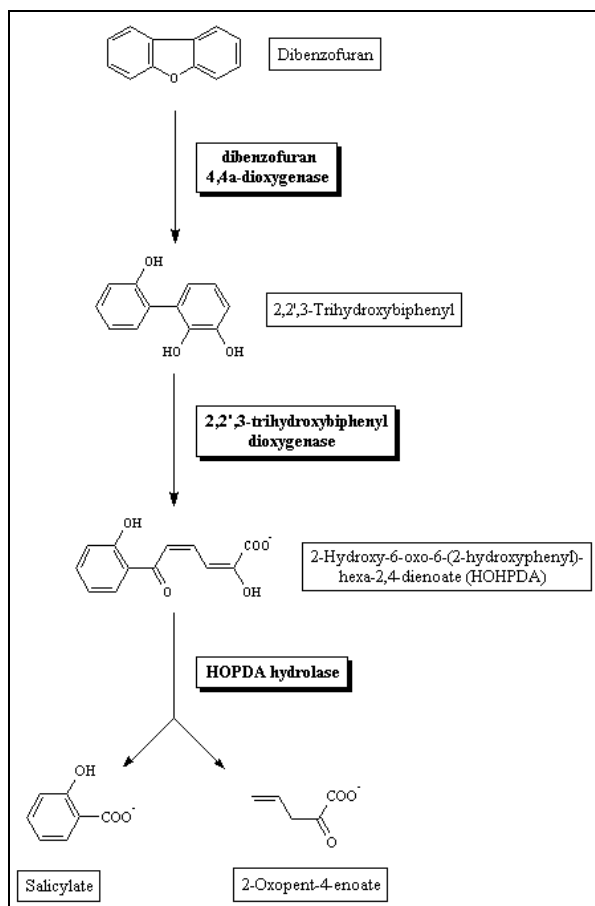 O
Dibenzofuran
dibenzofuran
4,4a-dioxygenase
OH
HO
OH
2,2',3-Trihydroxybiphenyl
2,2',3-trihydroxybiphenyl
dioxygenase
OH
COO-
O
OH
2-Hydroxy-6-oxo-6-(2-hydroxyphenyl)-
hexa-2,4-dienoate (HOHPDA)
HOPDA hydrolase
OH
COO-
COO-
O
Salicylate
2-Oxopent-4-enoate